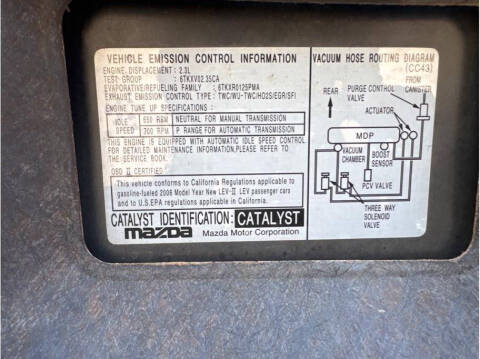 VEHICLE EMISSION CONTROL INFORMATION
ENGINE DISPLACEMENT : 2.3L
TEST GROUP : 6TKXV02.35CA
EVAPORATIVE/REFUELING FAMILY : 6TKXR0125PMA
EXHAUST EMISSION CONTROL TYPE : TWC/WU-TWC/HO2S/EGR/SFI
ENGINE TUNE UP SPECIFICATIONS :
IDLE SPEED
650 RPM NEUTRAL FOR MANUAL TRANSMISSION
700 RPM P RANGE FOR AUTOMATIC TRANSMISSION
THIS ENGINE IS EQUIPPED WITH AUTOMATIC IDLE SPEED CONTROL
FOR DETAILED MAINTENANCE INFORMATION, PLEASE REFER TO
THE SERVICE BOOK.
OBD II CERTIFIED
This vehicle conforms to California Regulations applicable to
gasoline-fueled 2006 Model Year New LEV-II LEV passenger cars
and to U.S.EPA regulations applicable in California.
CATALYST IDENTIFICATION: CATALYST
mazda Mazda Motor Corporation
VACUUM HOSE ROUTING DIAGRAM
(CC43)
REAR
PURGE CONTROL VALVE
FROM CANISTER
ACTUATOR
MDP
VACUUM CHAMBER
BOOST SENSOR
PCV VALVE
THREE WAY
SOLENOID
VALVE